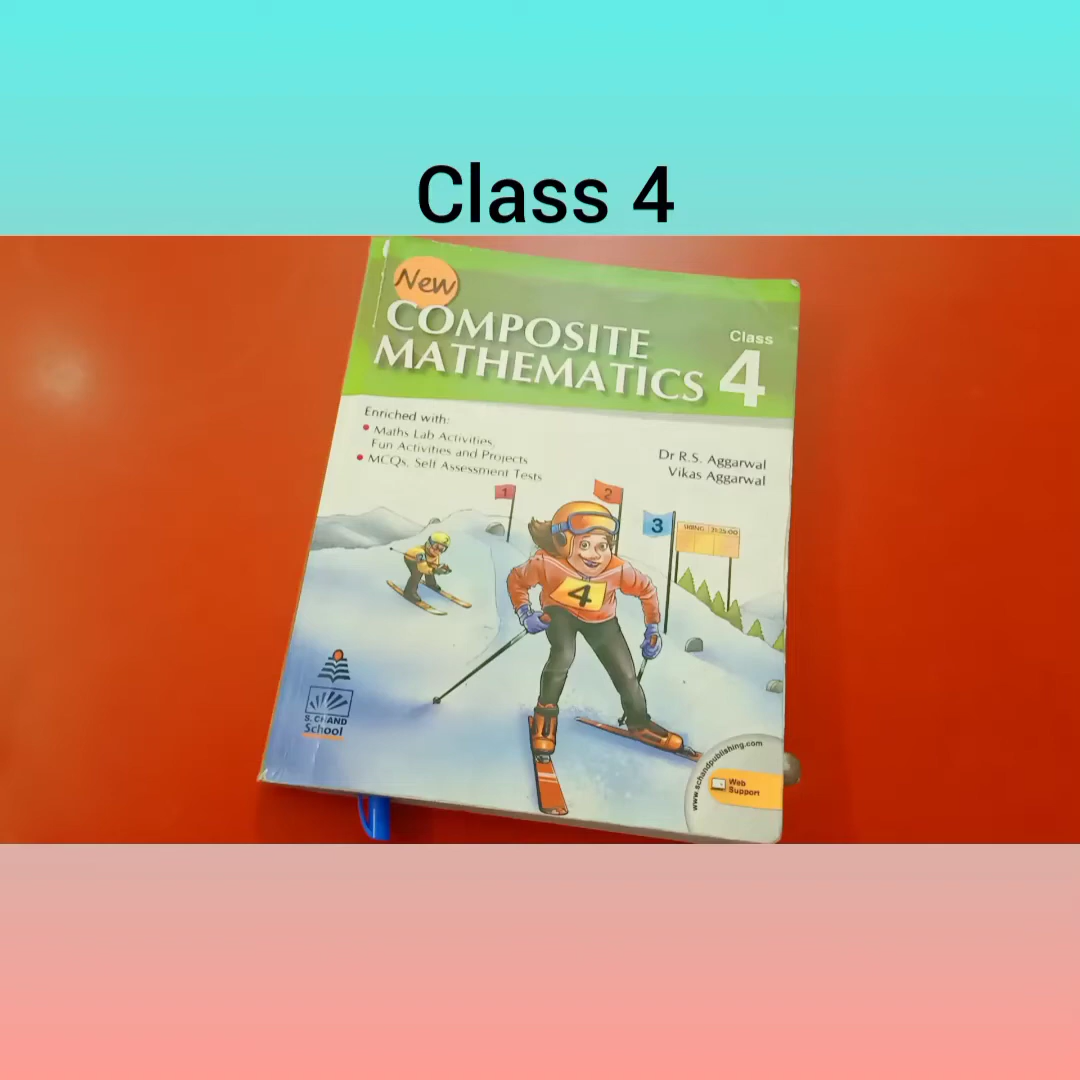 Class 4
New
COMPOSITE
MATHEMATICS
Class
4
Enriched with:
• Maths Lab Activities,
Fun Activities and Projects
• MCQs, Self Assessment Tests
Dr R.S. Aggarwal
Vikas Aggarwal
1
2
3
4
S. CHAND
School
www.schandpublishing.com
Web
Support